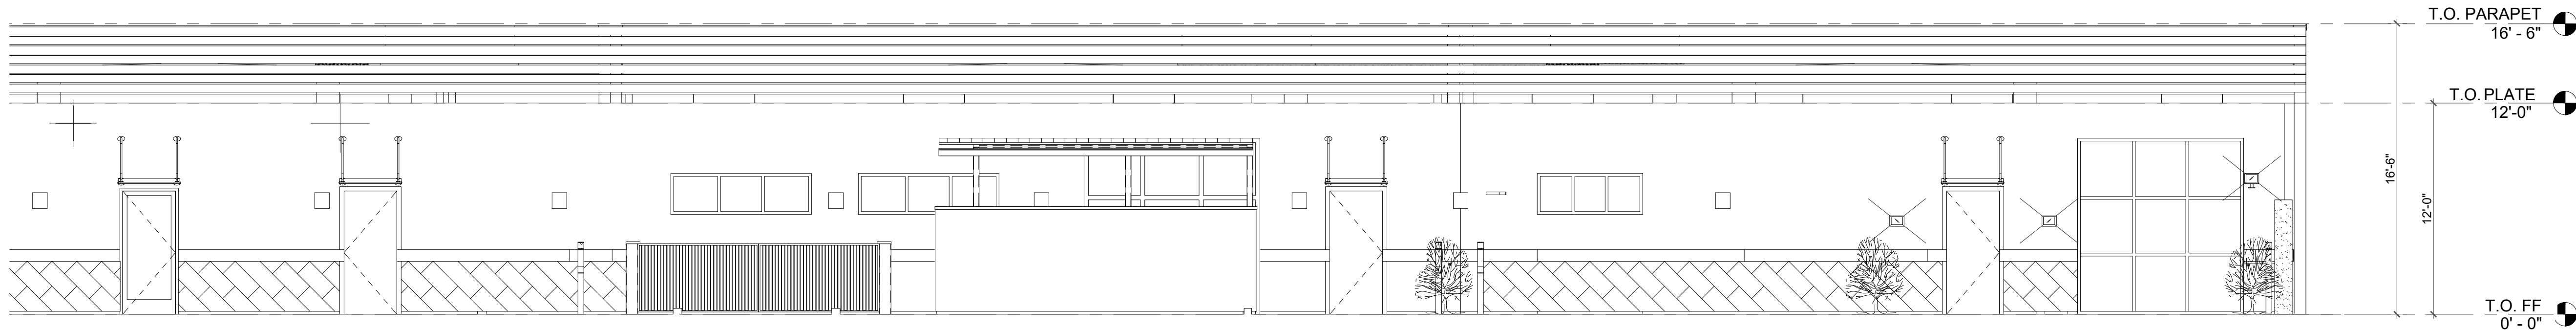 T.O. PARAPET
16' - 6"
T.O. PLATE
12'-0"
16'-6"
12'-0"
T.O. FF
0' - 0"